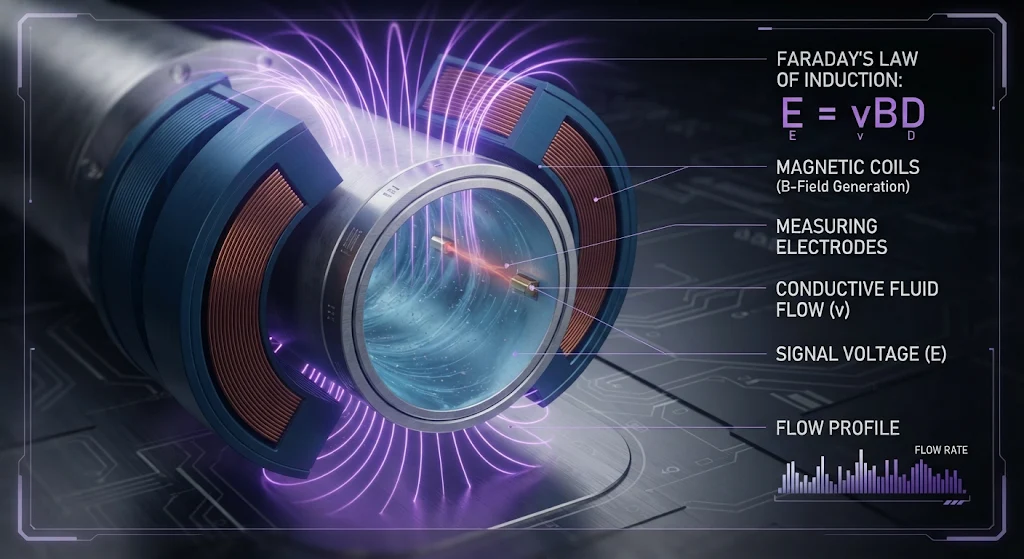 FARADAY'S LAW
OF INDUCTION:
E = vBD
E v D
MAGNETIC COILS
(B-Field Generation)
MEASURING
ELECTRODES
CONDUCTIVE FLUID
FLOW (v)
SIGNAL VOLTAGE (E)
FLOW PROFILE
FLOW RATE